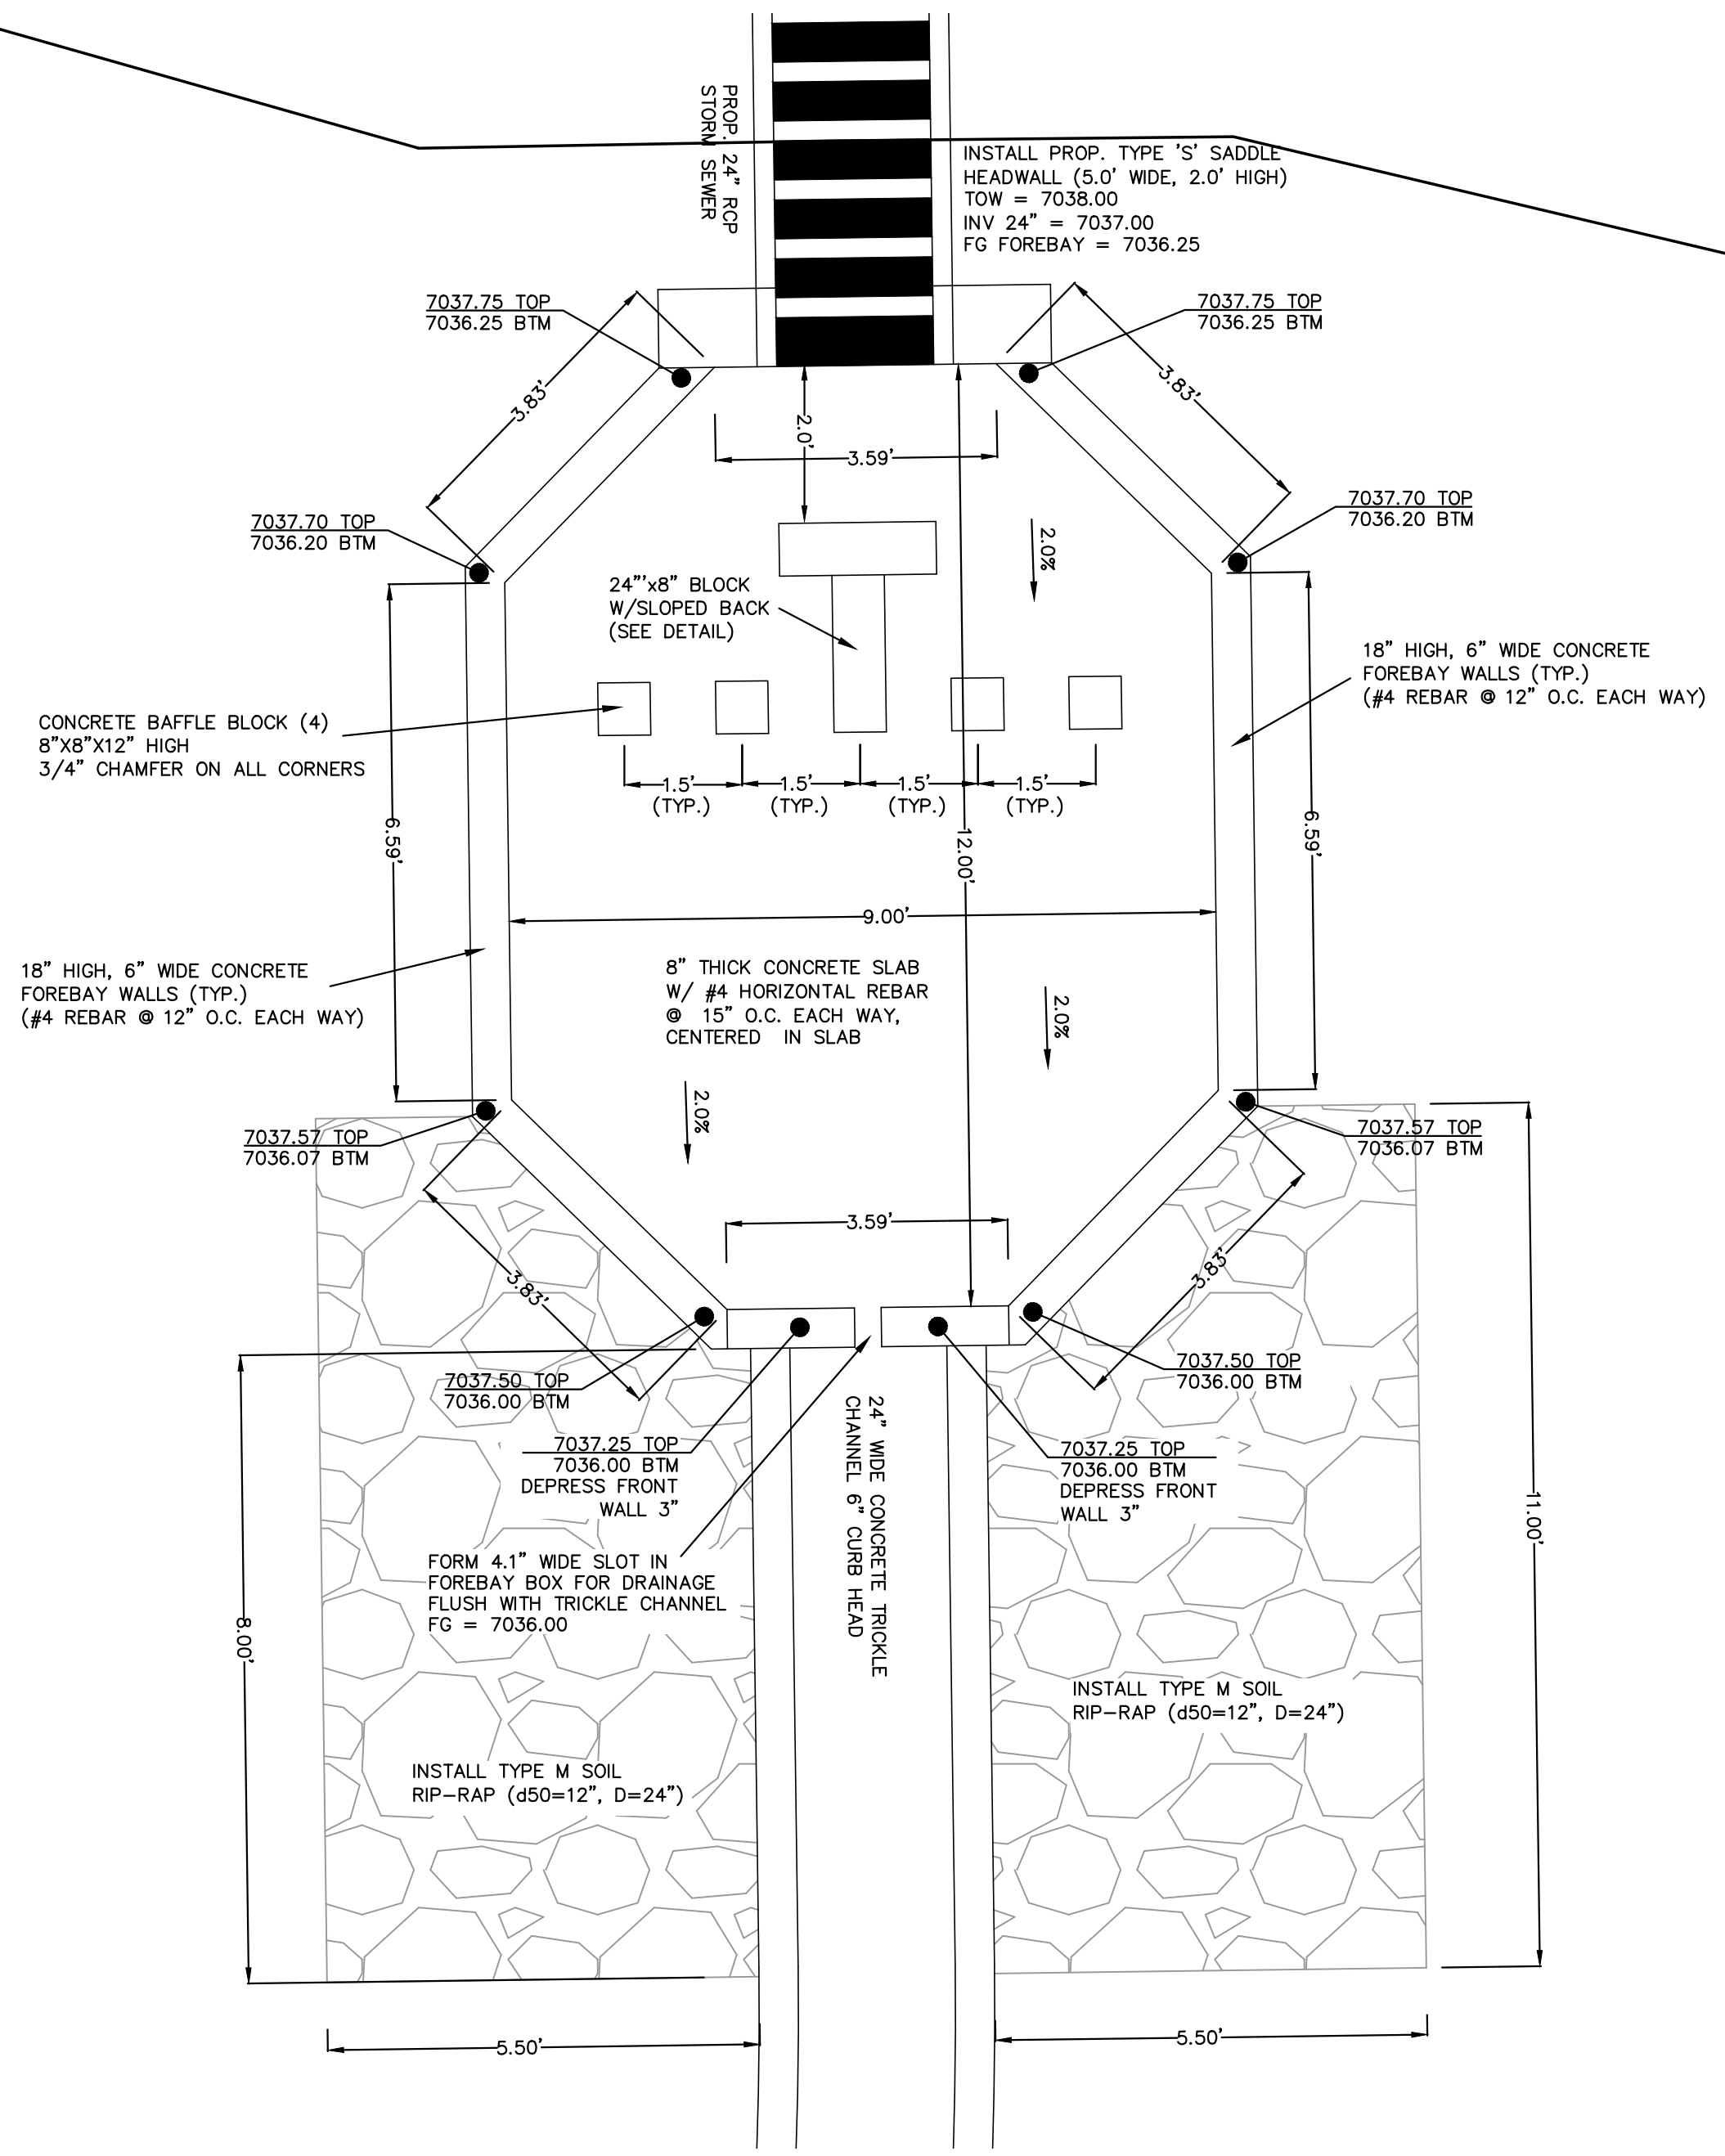 PROP. 24" RCP
STORM SEWER
INSTALL PROP. TYPE 'S' SADDLE
HEADWALL (5.0' WIDE, 2.0' HIGH)
TOW = 7038.00
INV 24" = 7037.00
FG FOREBAY = 7036.25
7037.75 TOP
7036.25 BTM
7037.75 TOP
7036.25 BTM
3.83'
3.83'
2.0'
3.59'
7037.70 TOP
7036.20 BTM
7037.70 TOP
7036.20 BTM
2.0%
24"'x8" BLOCK
W/SLOPED BACK
(SEE DETAIL)
18" HIGH, 6" WIDE CONCRETE
FOREBAY WALLS (TYP.)
(#4 REBAR @ 12" O.C. EACH WAY)
CONCRETE BAFFLE BLOCK (4)
8"X8"X12" HIGH
3/4" CHAMFER ON ALL CORNERS
1.5'
(TYP.)
1.5'
(TYP.)
1.5'
(TYP.)
1.5'
(TYP.)
6.59'
12.00'
6.59'
9.00'
18" HIGH, 6" WIDE CONCRETE
FOREBAY WALLS (TYP.)
(#4 REBAR @ 12" O.C. EACH WAY)
8" THICK CONCRETE SLAB
W/ #4 HORIZONTAL REBAR
@ 15" O.C. EACH WAY,
CENTERED IN SLAB
2.0%
2.0%
7037.57 TOP
7036.07 BTM
7037.57 TOP
7036.07 BTM
3.59'
3.83'
3.83'
7037.50 TOP
7036.00 BTM
7037.50 TOP
7036.00 BTM
7037.25 TOP
7036.00 BTM
DEPRESS FRONT
WALL 3"
24" WIDE CONCRETE TRICKLE
CHANNEL 6" CURB HEAD
7037.25 TOP
7036.00 BTM
DEPRESS FRONT
WALL 3"
11.00'
FORM 4.1" WIDE SLOT IN
FOREBAY BOX FOR DRAINAGE
FLUSH WITH TRICKLE CHANNEL
FG = 7036.00
8.00'
INSTALL TYPE M SOIL
RIP-RAP (d50=12", D=24")
INSTALL TYPE M SOIL
RIP-RAP (d50=12", D=24")
5.50'
5.50'